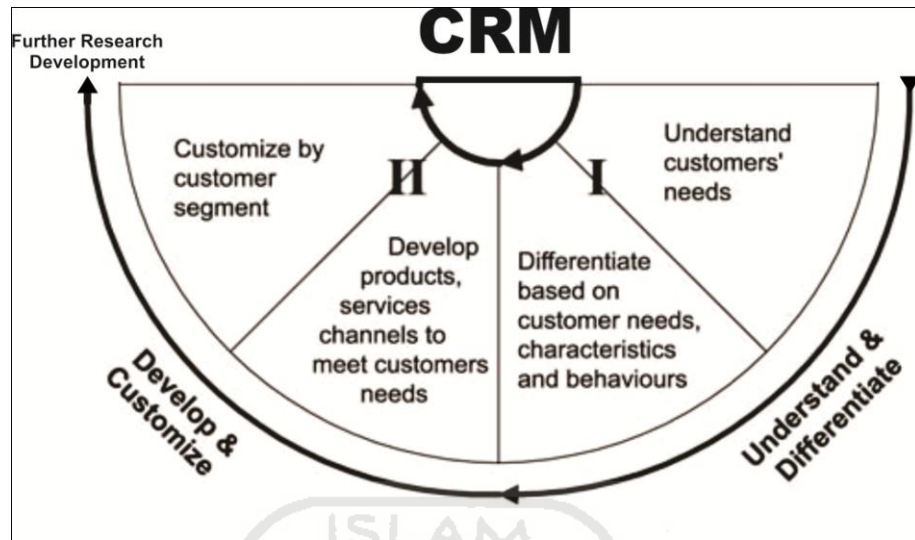 CRM
Further Research
Development
Customize by
customer
segment
II
I
Understand
customers'
needs
Develop
products,
services
channels to
meet customers
needs
Differentiate
based on
customer needs,
characteristics
and behaviours
Develop &
Customize
Understand &
Differentiate
ISLAM